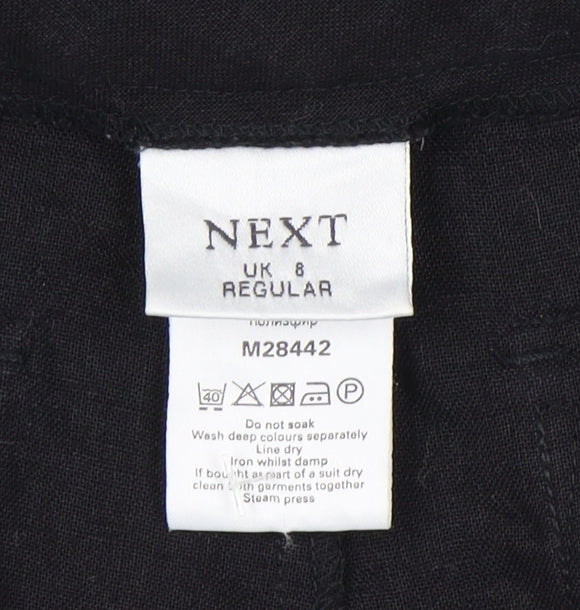 NEXT
UK 8
REGULAR
полиэфир
M28442
40 P
Do not soak
Wash deep colours separately
Line dry
Iron whilst damp
If bought as part of a suit dry
clean both garments together
Steam press